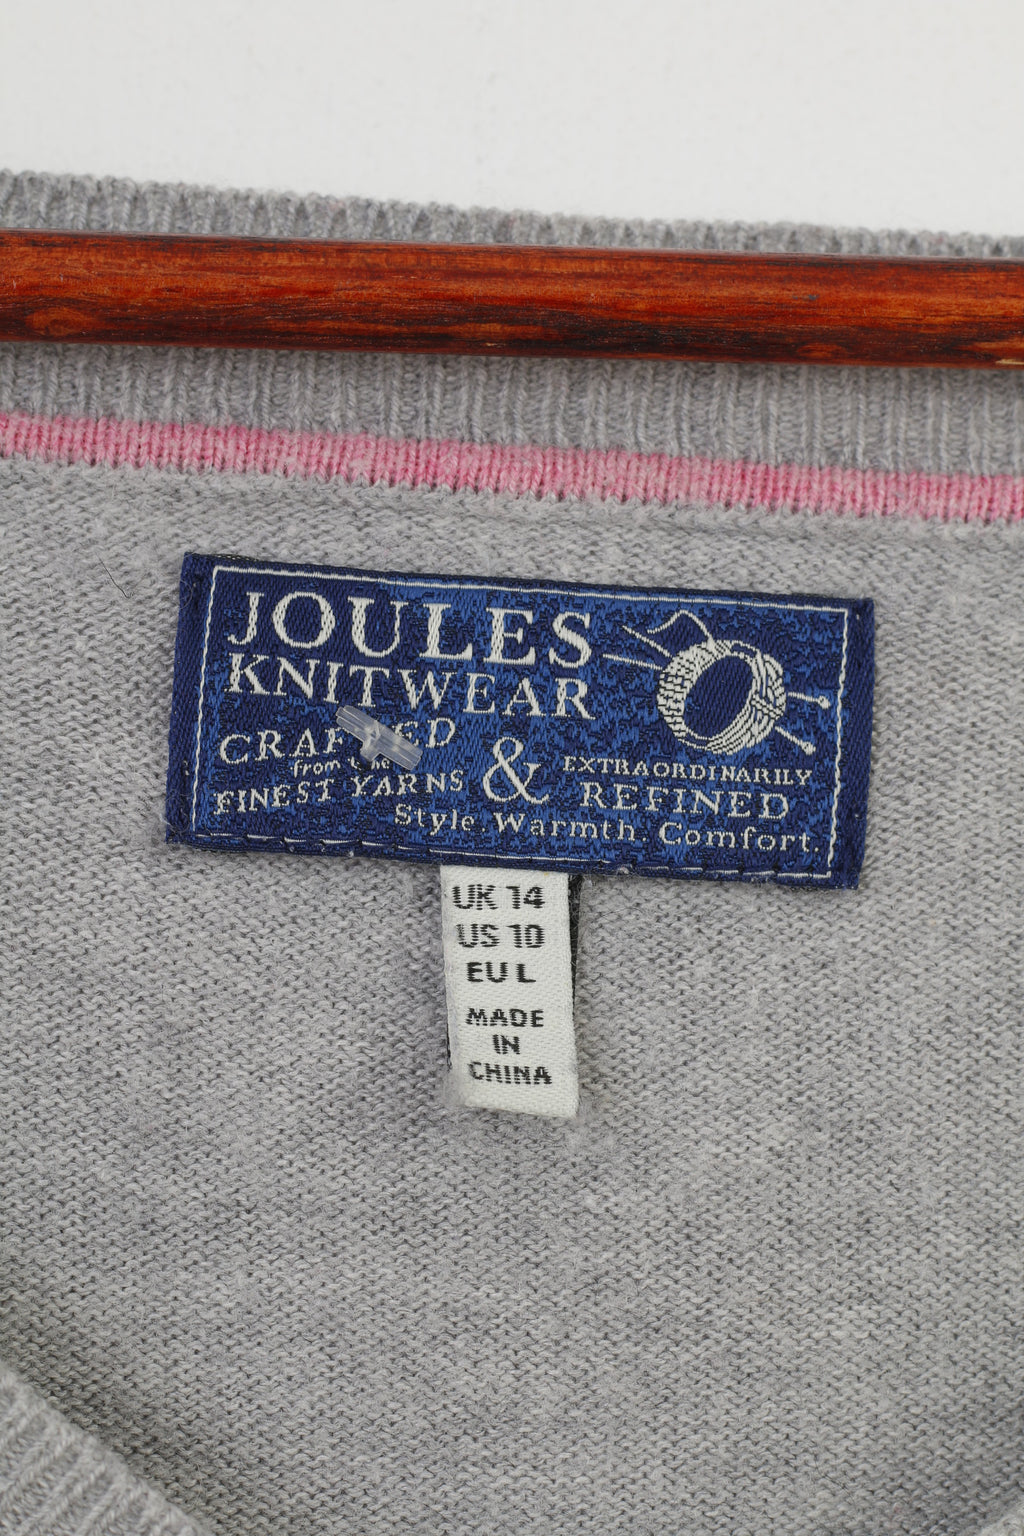 JOULES
KNITWEAR
CRAFTED
from the
FINEST YARNS
&
EXTRAORDINARILY
REFINED
Style. Warmth. Comfort.
UK 14
US 10
EU L
MADE
IN
CHINA